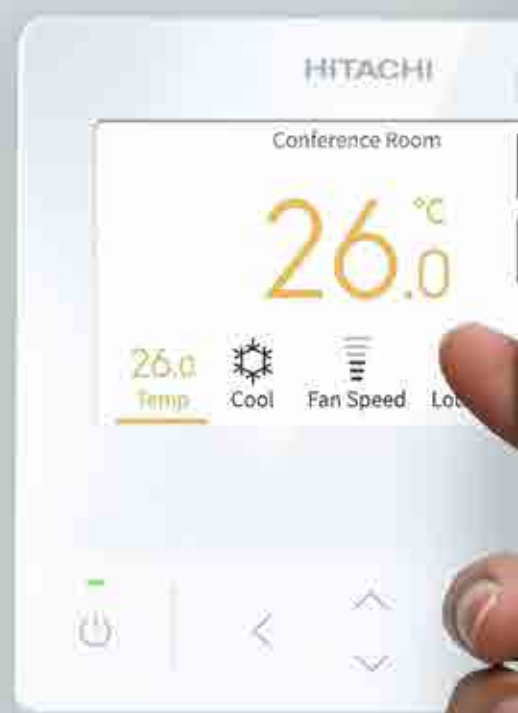 HITACHI
Conference Room
26.0 °C
26.0
Temp
Cool
Fan Speed